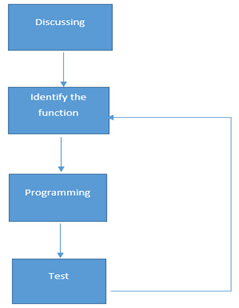 Discussing
Identify the
function
Programming
Test